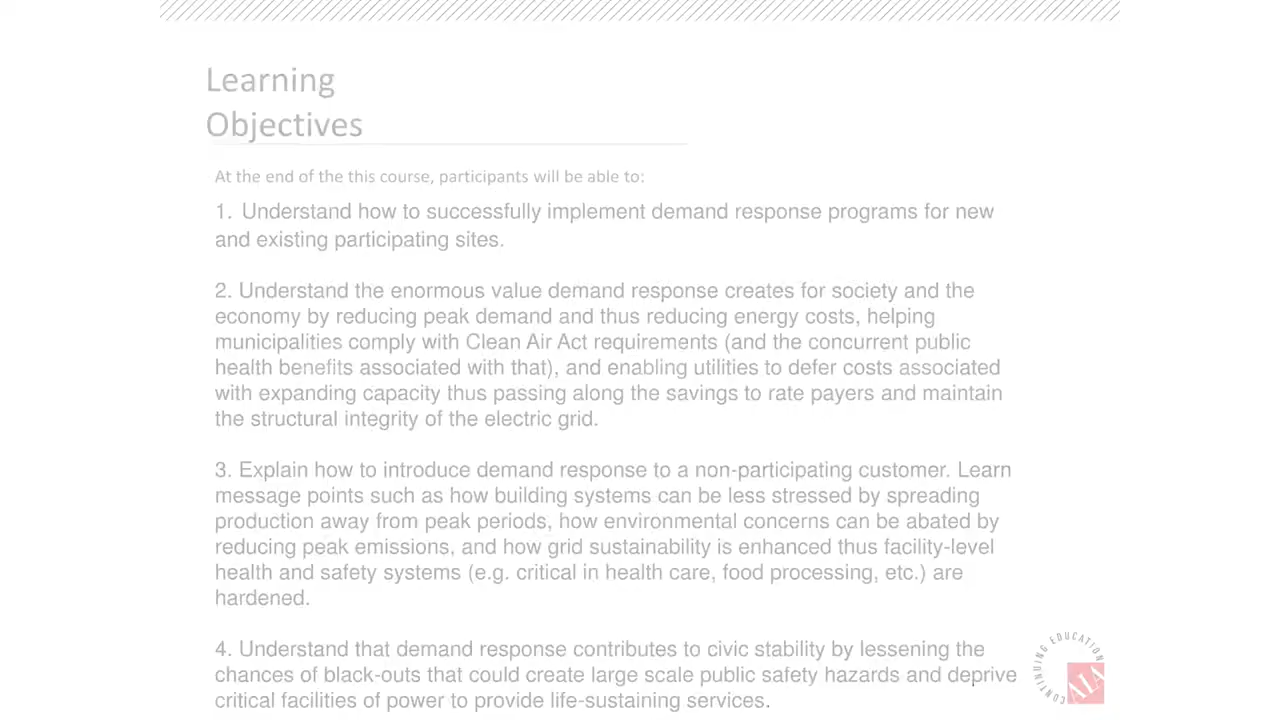 Learning
Objectives
At the end of the this course, participants will be able to:
1. Understand how to successfully implement demand response programs for new
and existing participating sites.
2. Understand the enormous value demand response creates for society and the
economy by reducing peak demand and thus reducing energy costs, helping
municipalities comply with Clean Air Act requirements (and the concurrent public
health benefits associated with that), and enabling utilities to defer costs associated
with expanding capacity thus passing along the savings to rate payers and maintain
the structural integrity of the electric grid.
3. Explain how to introduce demand response to a non-participating customer. Learn
message points such as how building systems can be less stressed by spreading
production away from peak periods, how environmental concerns can be abated by
reducing peak emissions, and how grid sustainability is enhanced thus facility-level
health and safety systems (e.g. critical in health care, food processing, etc.) are
hardened.
4. Understand that demand response contributes to civic stability by lessening the
chances of black-outs that could create large scale public safety hazards and deprive
critical facilities of power to provide life-sustaining services.
CONTINUING EDUCATION
AIA